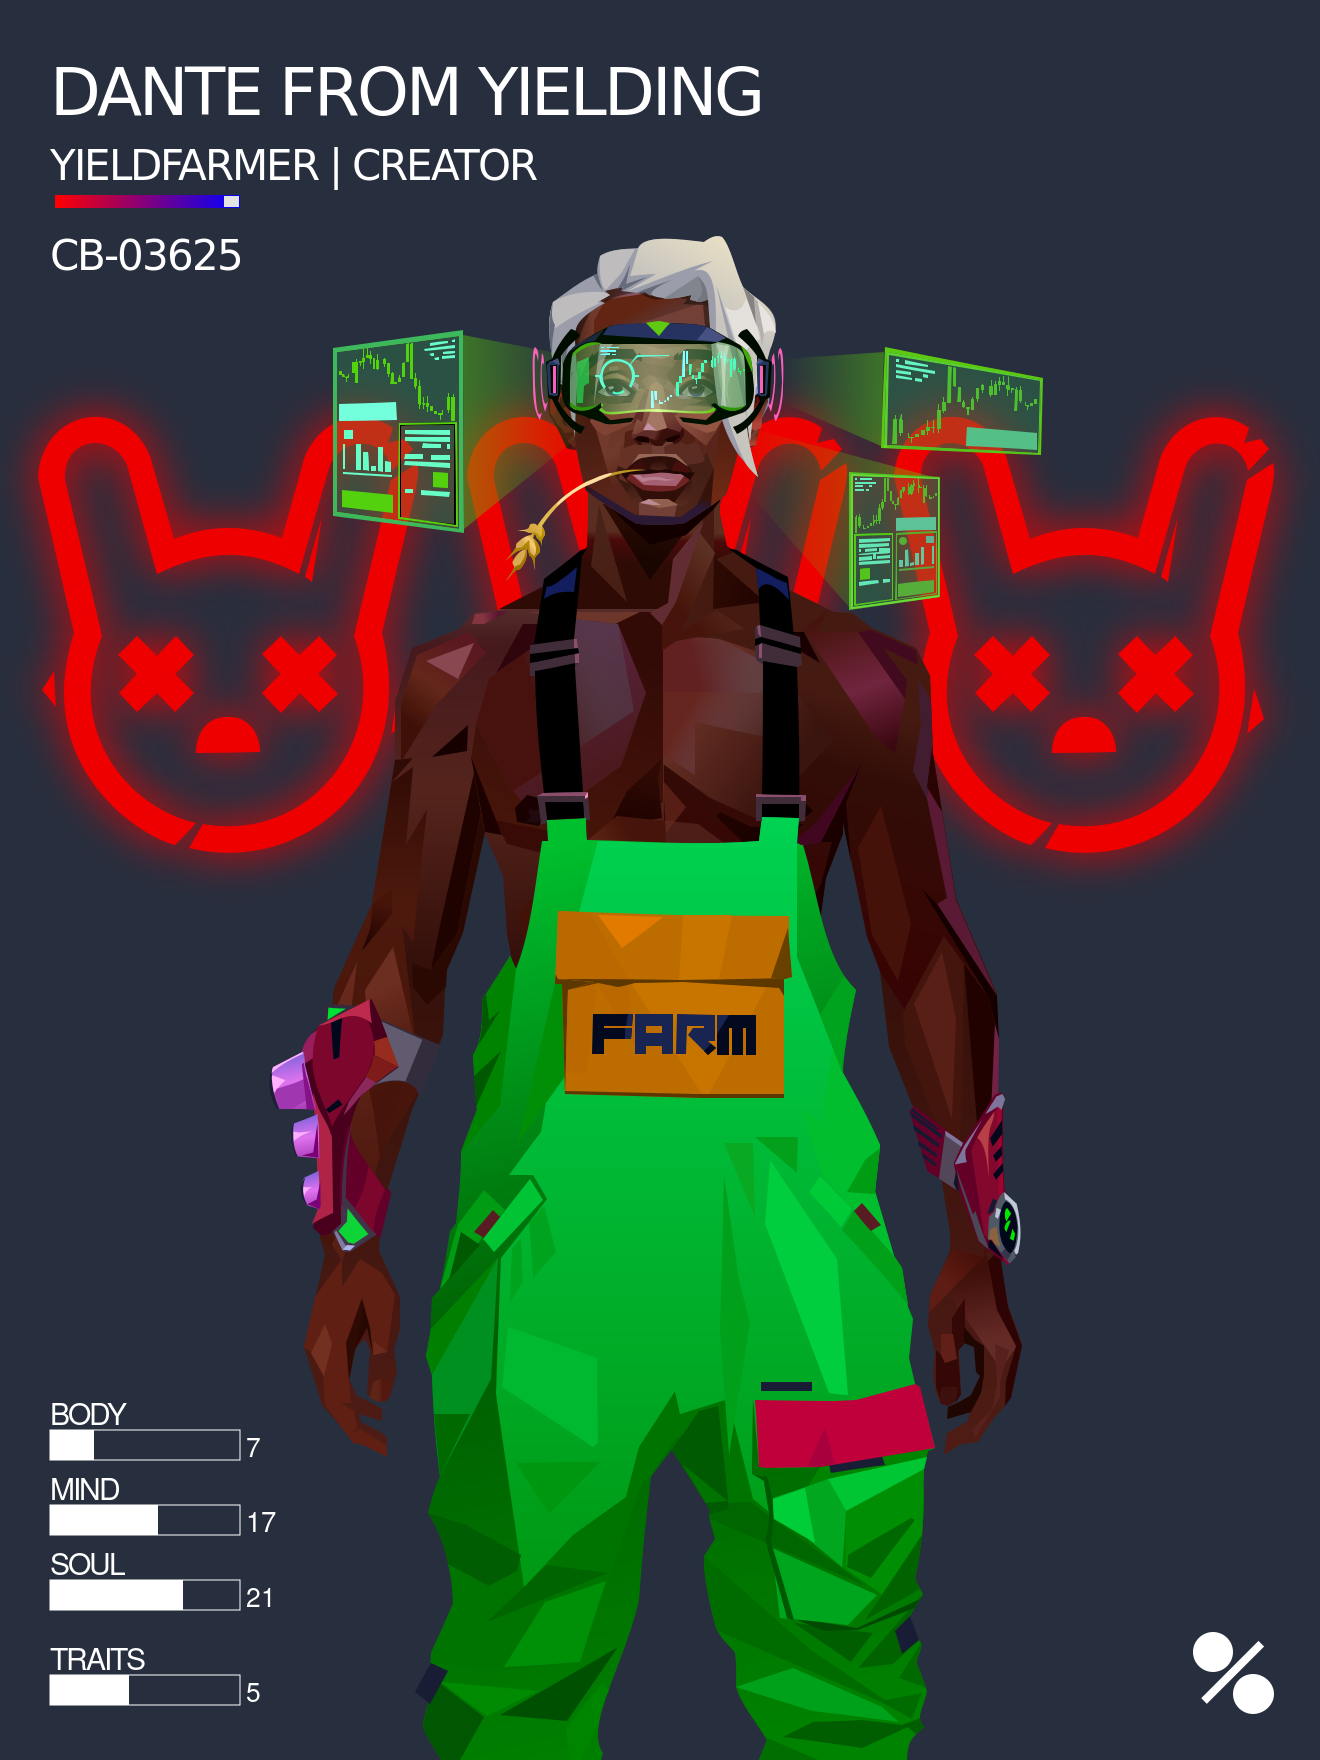 DANTE FROM YIELDING
YIELDFARMER | CREATOR
CB-03625
FARM
BODY
7
MIND
17
SOUL
21
TRAITS
5